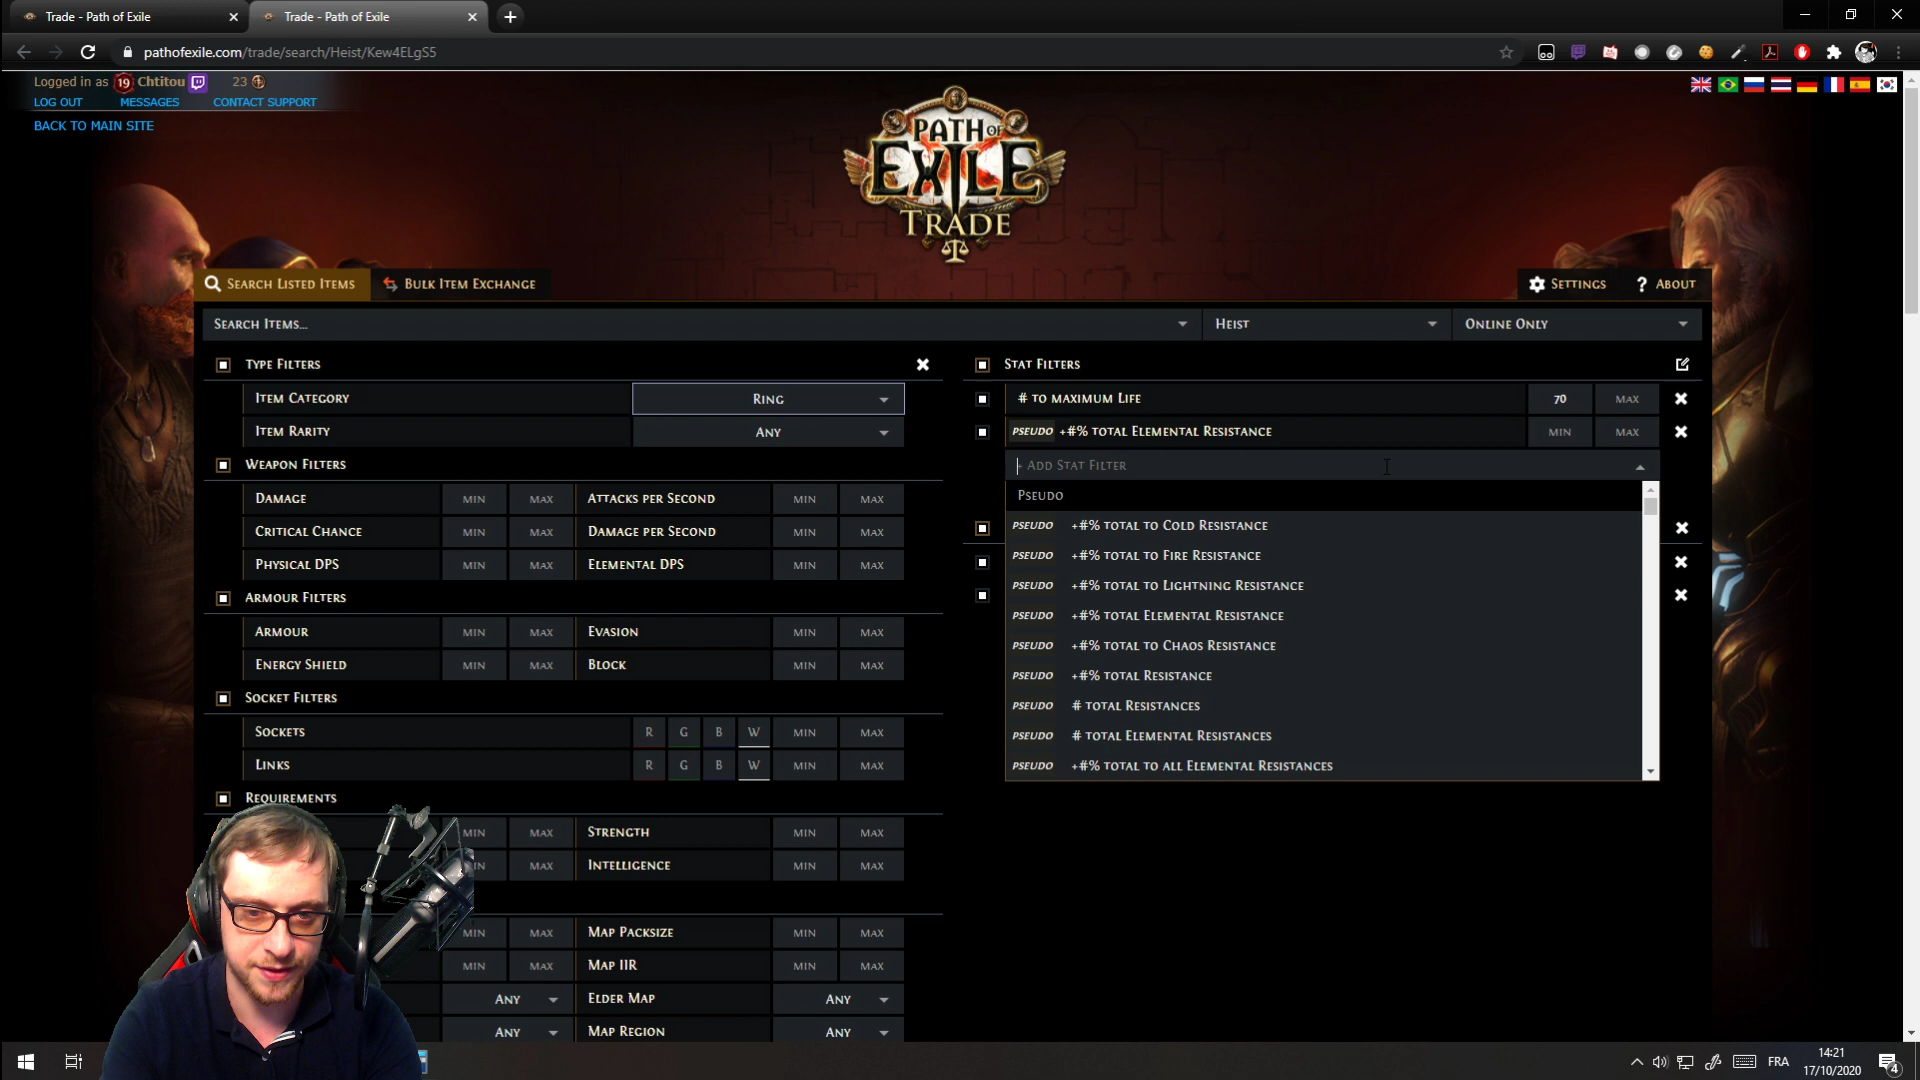 Trade - Path of Exile
Trade - Path of Exile
pathofexile.com/trade/search/Heist/Kew4ELgS5
Logged in as 19 Chtitou 23
LOG OUT MESSAGES CONTACT SUPPORT
BACK TO MAIN SITE
PATH OF
EXILE
TRADE
SEARCH LISTED ITEMS BULK ITEM EXCHANGE SETTINGS ? ABOUT
SEARCH ITEMS... HEIST ONLINE ONLY
TYPE FILTERS
ITEM CATEGORY RING
ITEM RARITY ANY
WEAPON FILTERS
DAMAGE MIN MAX ATTACKS PER SECOND MIN MAX
CRITICAL CHANCE MIN MAX DAMAGE PER SECOND MIN MAX
PHYSICAL DPS MIN MAX ELEMENTAL DPS MIN MAX
ARMOUR FILTERS
ARMOUR MIN MAX EVASION MIN MAX
ENERGY SHIELD MIN MAX BLOCK MIN MAX
SOCKET FILTERS
SOCKETS R G B W MIN MAX
LINKS R G B W MIN MAX
REQUIREMENTS
MIN MAX STRENGTH MIN MAX
MAX INTELLIGENCE MIN MAX
MIN MAX MAP PACKSIZE MIN MAX
MIN MAX MAP IIR MIN MAX
ANY ELDER MAP ANY
ANY MAP REGION ANY
STAT FILTERS
# TO MAXIMUM LIFE 70 MAX
PSEUDO +#% TOTAL ELEMENTAL RESISTANCE MIN MAX
+ ADD STAT FILTER
PSEUDO
PSEUDO +#% TOTAL TO COLD RESISTANCE
PSEUDO +#% TOTAL TO FIRE RESISTANCE
PSEUDO +#% TOTAL TO LIGHTNING RESISTANCE
PSEUDO +#% TOTAL ELEMENTAL RESISTANCE
PSEUDO +#% TOTAL TO CHAOS RESISTANCE
PSEUDO +#% TOTAL RESISTANCE
PSEUDO # TOTAL RESISTANCES
PSEUDO # TOTAL ELEMENTAL RESISTANCES
PSEUDO +#% TOTAL TO ALL ELEMENTAL RESISTANCES
FRA 14:21
17/10/2020 4